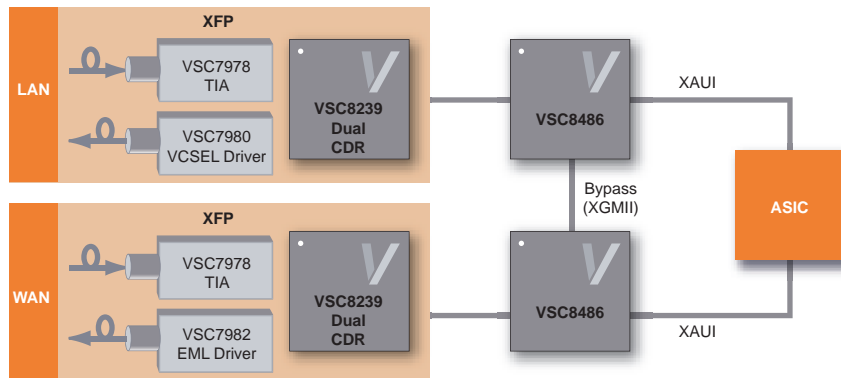 XFP
LAN
VSC7978
TIA
VSC7980
VCSEL Driver
VSC8239
Dual
CDR
VSC8486
XAUI
Bypass
(XGMII)
ASIC
XFP
WAN
VSC7978
TIA
VSC7982
EML Driver
VSC8239
Dual
CDR
VSC8486
XAUI